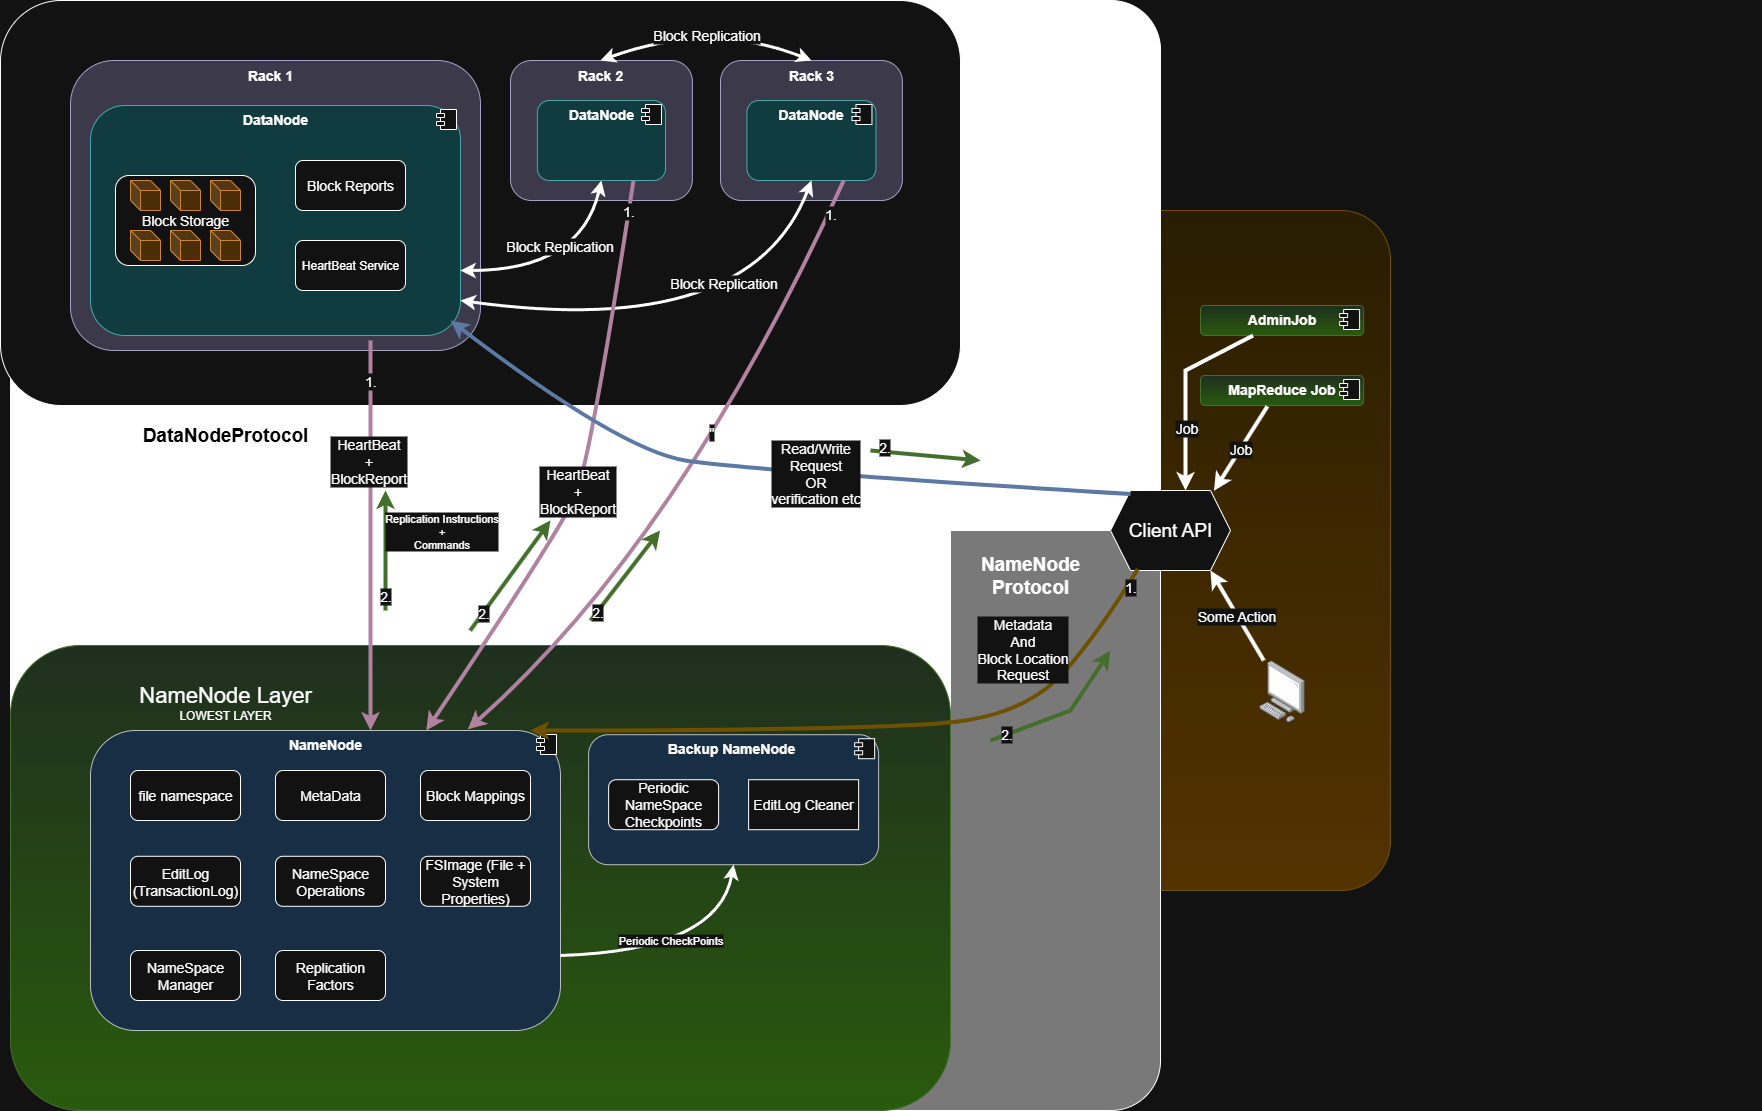 Block Replication
Rack 1
Rack 2
Rack 3
DataNode
DataNode
DataNode
Block Reports
Block Storage
HeartBeat Service
1.
1.
Block Replication
Block Replication
1.
DataNodeProtocol
HeartBeat
+
BlockReport
HeartBeat
+
BlockReport
Replication Instructions
+
Commands
2.
2.
2.
Read/Write
Request
OR
verification etc
2.
AdminJob
MapReduce Job
Job
Job
Client API
NameNode
Protocol
1.
Metadata
And
Block Location
Request
2.
Some Action
NameNode Layer
LOWEST LAYER
NameNode
file namespace
MetaData
Block Mappings
EditLog
(TransactionLog)
NameSpace
Operations
FSImage (File +
System
Properties)
NameSpace
Manager
Replication
Factors
Backup NameNode
Periodic
NameSpace
Checkpoints
EditLog Cleaner
Periodic CheckPoints